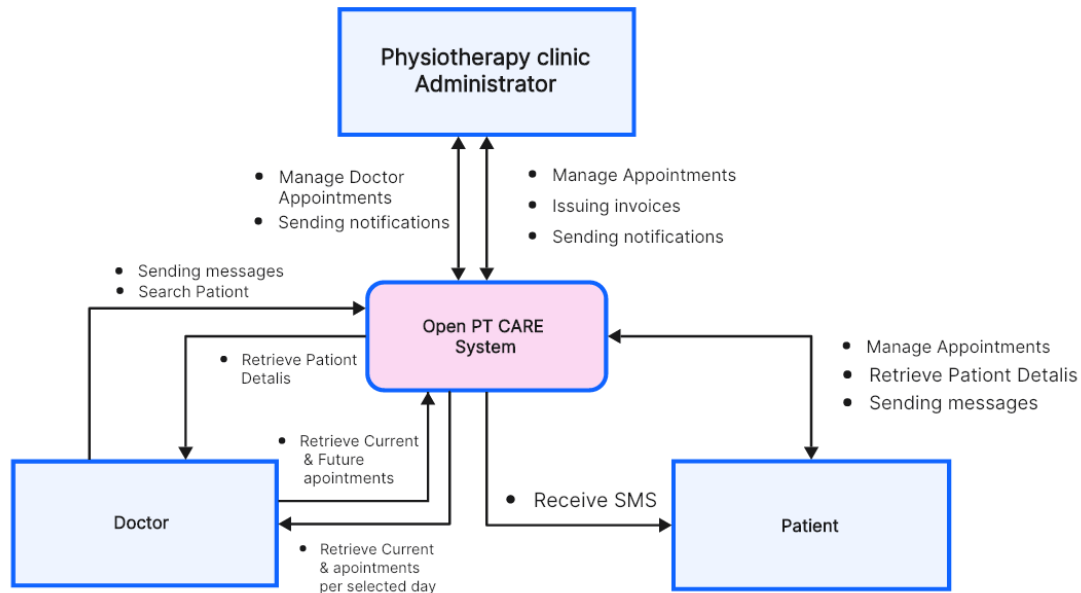 Physiotherapy clinic
Administrator
Manage Doctor
Appointments
Sending notifications
Manage Appointments
Issuing invoices
Sending notifications
Sending messages
Search Pationt
Open PT CARE
System
Retrieve Pationt
Detalis
Manage Appointments
Retrieve Pationt Detalis
Sending messages
Retrieve Current
& Future
apointments
Doctor
Receive SMS
Patient
Retrieve Current
& apointments
per selected day